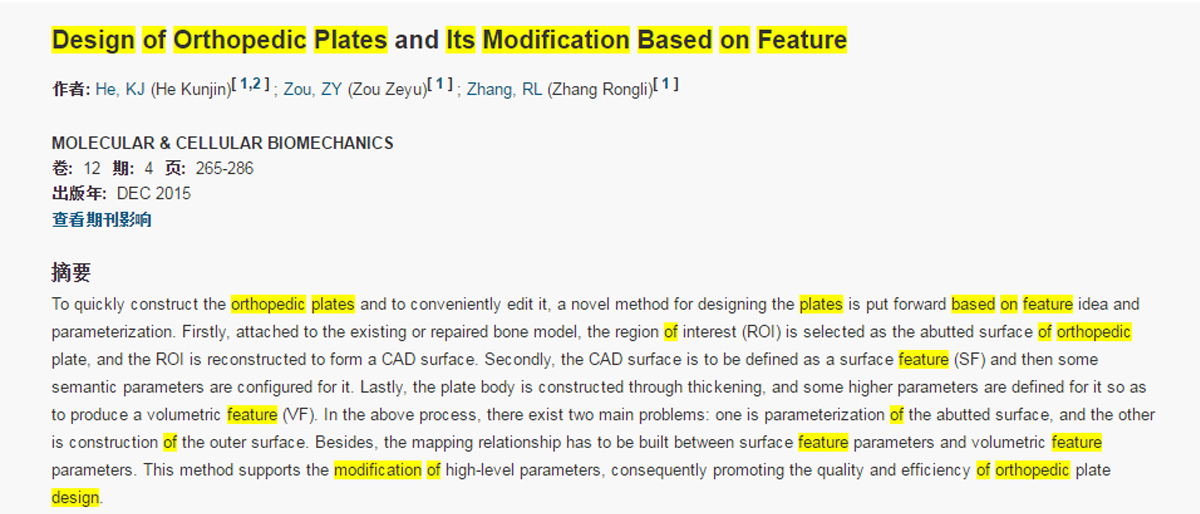 Design of Orthopedic Plates and Its Modification Based on Feature
作者: He, KJ (He Kunjin)[ 1,2 ] ; Zou, ZY (Zou Zeyu)[ 1 ] ; Zhang, RL (Zhang Rongli)[ 1 ]
MOLECULAR & CELLULAR BIOMECHANICS
卷: 12 期: 4 页: 265-286
出版年: DEC 2015
查看期刊影响
摘要
To quickly construct the orthopedic plates and to conveniently edit it, a novel method for designing the plates is put forward based on feature idea and
parameterization. Firstly, attached to the existing or repaired bone model, the region of interest (ROI) is selected as the abutted surface of orthopedic
plate, and the ROI is reconstructed to form a CAD surface. Secondly, the CAD surface is to be defined as a surface feature (SF) and then some
semantic parameters are configured for it. Lastly, the plate body is constructed through thickening, and some higher parameters are defined for it so as
to produce a volumetric feature (VF). In the above process, there exist two main problems: one is parameterization of the abutted surface, and the other
is construction of the outer surface. Besides, the mapping relationship has to be built between surface feature parameters and volumetric feature
parameters. This method supports the modification of high-level parameters, consequently promoting the quality and efficiency of orthopedic plate
design.